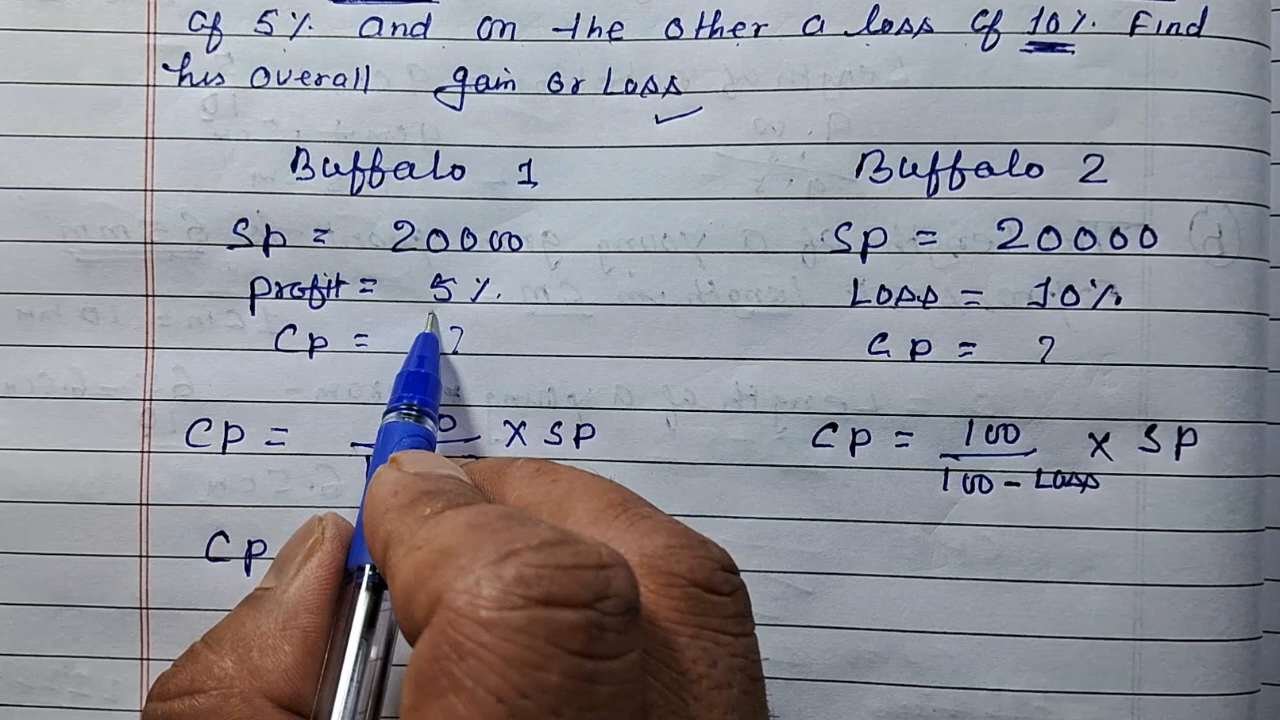 of 5% and on the other a loss of 10%. Find
his overall gain or Loss
Buffalo 1 Buffalo 2
SP = 20000 SP = 20000
Profit = 5%. Loss = 10%
CP = ? CP = ?
CP = × SP CP = 100 × SP
100 - Loss
CP